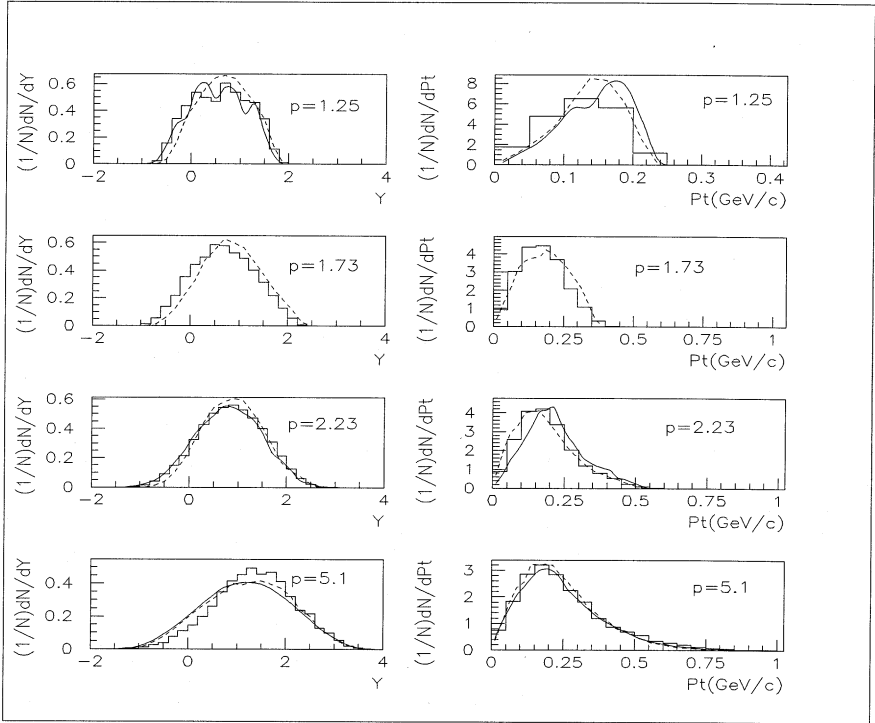 (1/N)dN/dY
0.6
0.4
0.2
0
p=1.25
−2 0 2 4
Y
(1/N)dN/dPt
8
6
4
2
0
p=1.25
0 0.1 0.2 0.3 0.4
Pt(GeV/c)
(1/N)dN/dY
0.6
0.4
0.2
0
p=1.73
−2 0 2 4
Y
(1/N)dN/dPt
4
3
2
1
0
p=1.73
0 0.25 0.5 0.75 1
Pt(GeV/c)
(1/N)dN/dY
0.6
0.4
0.2
0
p=2.23
−2 0 2 4
Y
(1/N)dN/dPt
4
3
2
1
0
p=2.23
0 0.25 0.5 0.75 1
Pt(GeV/c)
(1/N)dN/dY
0.4
0.2
0
p=5.1
−2 0 2 4
Y
(1/N)dN/dPt
3
2
1
0
p=5.1
0 0.25 0.5 0.75 1
Pt(GeV/c)